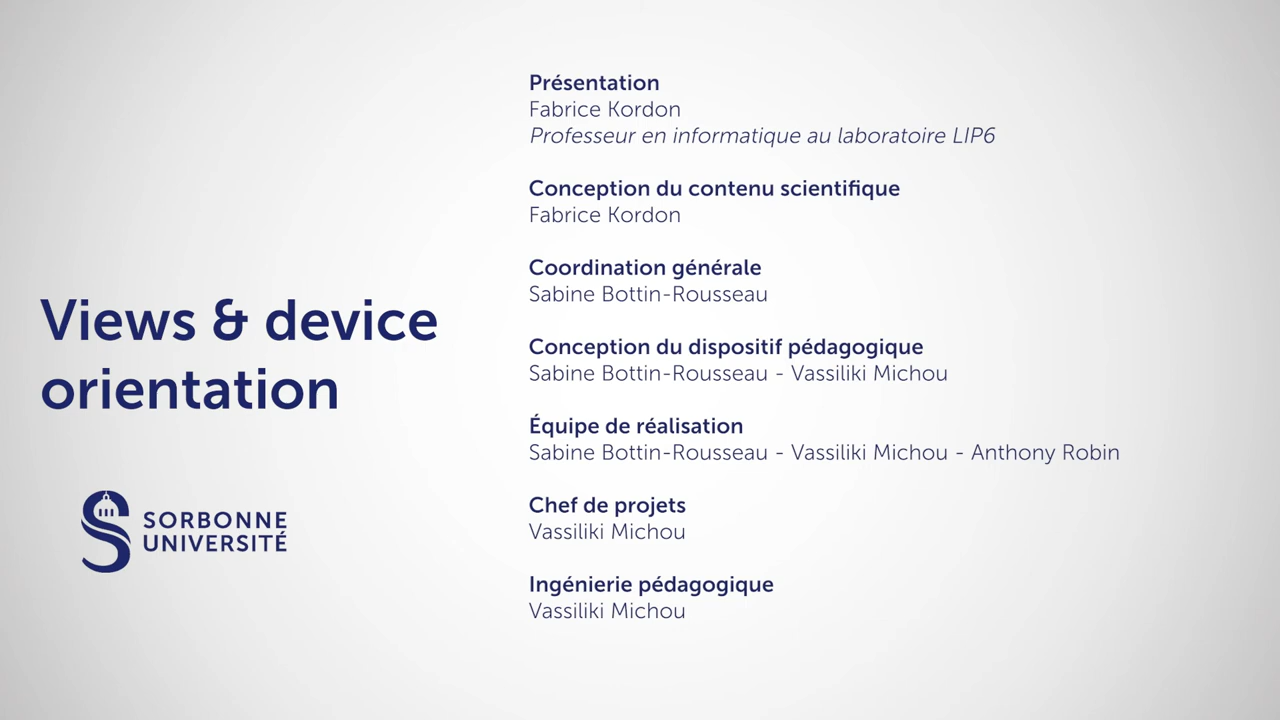 Views & device
orientation
SORBONNE
UNIVERSITÉ
Présentation
Fabrice Kordon
Professeur en informatique au laboratoire LIP6
Conception du contenu scientifique
Fabrice Kordon
Coordination générale
Sabine Bottin-Rousseau
Conception du dispositif pédagogique
Sabine Bottin-Rousseau - Vassiliki Michou
Équipe de réalisation
Sabine Bottin-Rousseau - Vassiliki Michou - Anthony Robin
Chef de projets
Vassiliki Michou
Ingénierie pédagogique
Vassiliki Michou